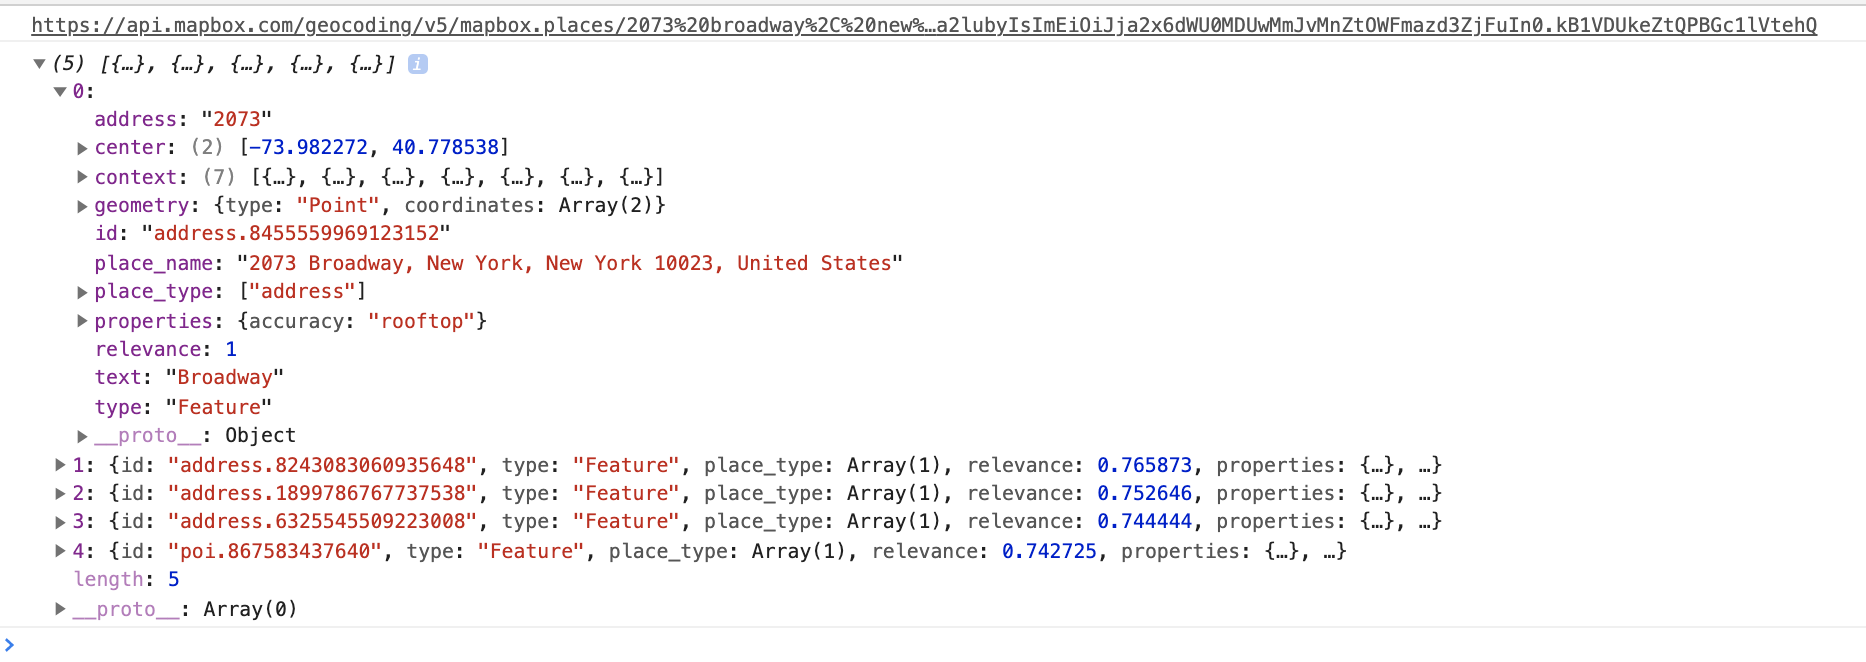 https://api.mapbox.com/geocoding/v5/mapbox.places/2073%20broadway%2C%20new%…a2lubyIsImEiOiJja2x6dWU0MDUwMmJvMnZtOWFmazd3ZjFuIn0.kB1VDUkeZtQPBGc1lVtehQ
▼(5) [{…}, {…}, {…}, {…}, {…}] i
▼0:
address: "2073"
▶center: (2) [-73.982272, 40.778538]
▶context: (7) [{…}, {…}, {…}, {…}, {…}, {…}, {…}]
▶geometry: {type: "Point", coordinates: Array(2)}
id: "address.8455559969123152"
place_name: "2073 Broadway, New York, New York 10023, United States"
▶place_type: ["address"]
▶properties: {accuracy: "rooftop"}
relevance: 1
text: "Broadway"
type: "Feature"
▶__proto__: Object
▶1: {id: "address.8243083060935648", type: "Feature", place_type: Array(1), relevance: 0.765873, properties: {…}, …}
▶2: {id: "address.1899786767737538", type: "Feature", place_type: Array(1), relevance: 0.752646, properties: {…}, …}
▶3: {id: "address.6325545509223008", type: "Feature", place_type: Array(1), relevance: 0.744444, properties: {…}, …}
▶4: {id: "poi.867583437640", type: "Feature", place_type: Array(1), relevance: 0.742725, properties: {…}, …}
length: 5
▶__proto__: Array(0)
>